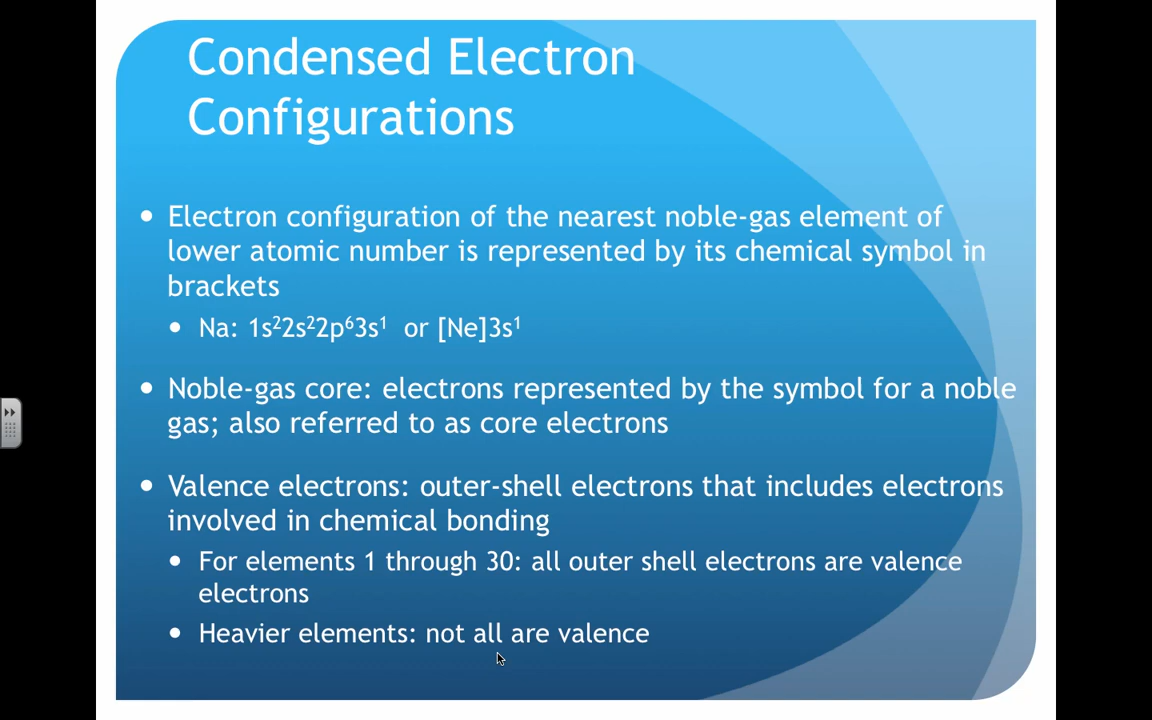 Condensed Electron
Configurations
• Electron configuration of the nearest noble-gas element of
lower atomic number is represented by its chemical symbol in
brackets
• Na: 1s²2s²2p⁶3s¹ or [Ne]3s¹
• Noble-gas core: electrons represented by the symbol for a noble
gas; also referred to as core electrons
• Valence electrons: outer-shell electrons that includes electrons
involved in chemical bonding
• For elements 1 through 30: all outer shell electrons are valence
electrons
• Heavier elements: not all are valence